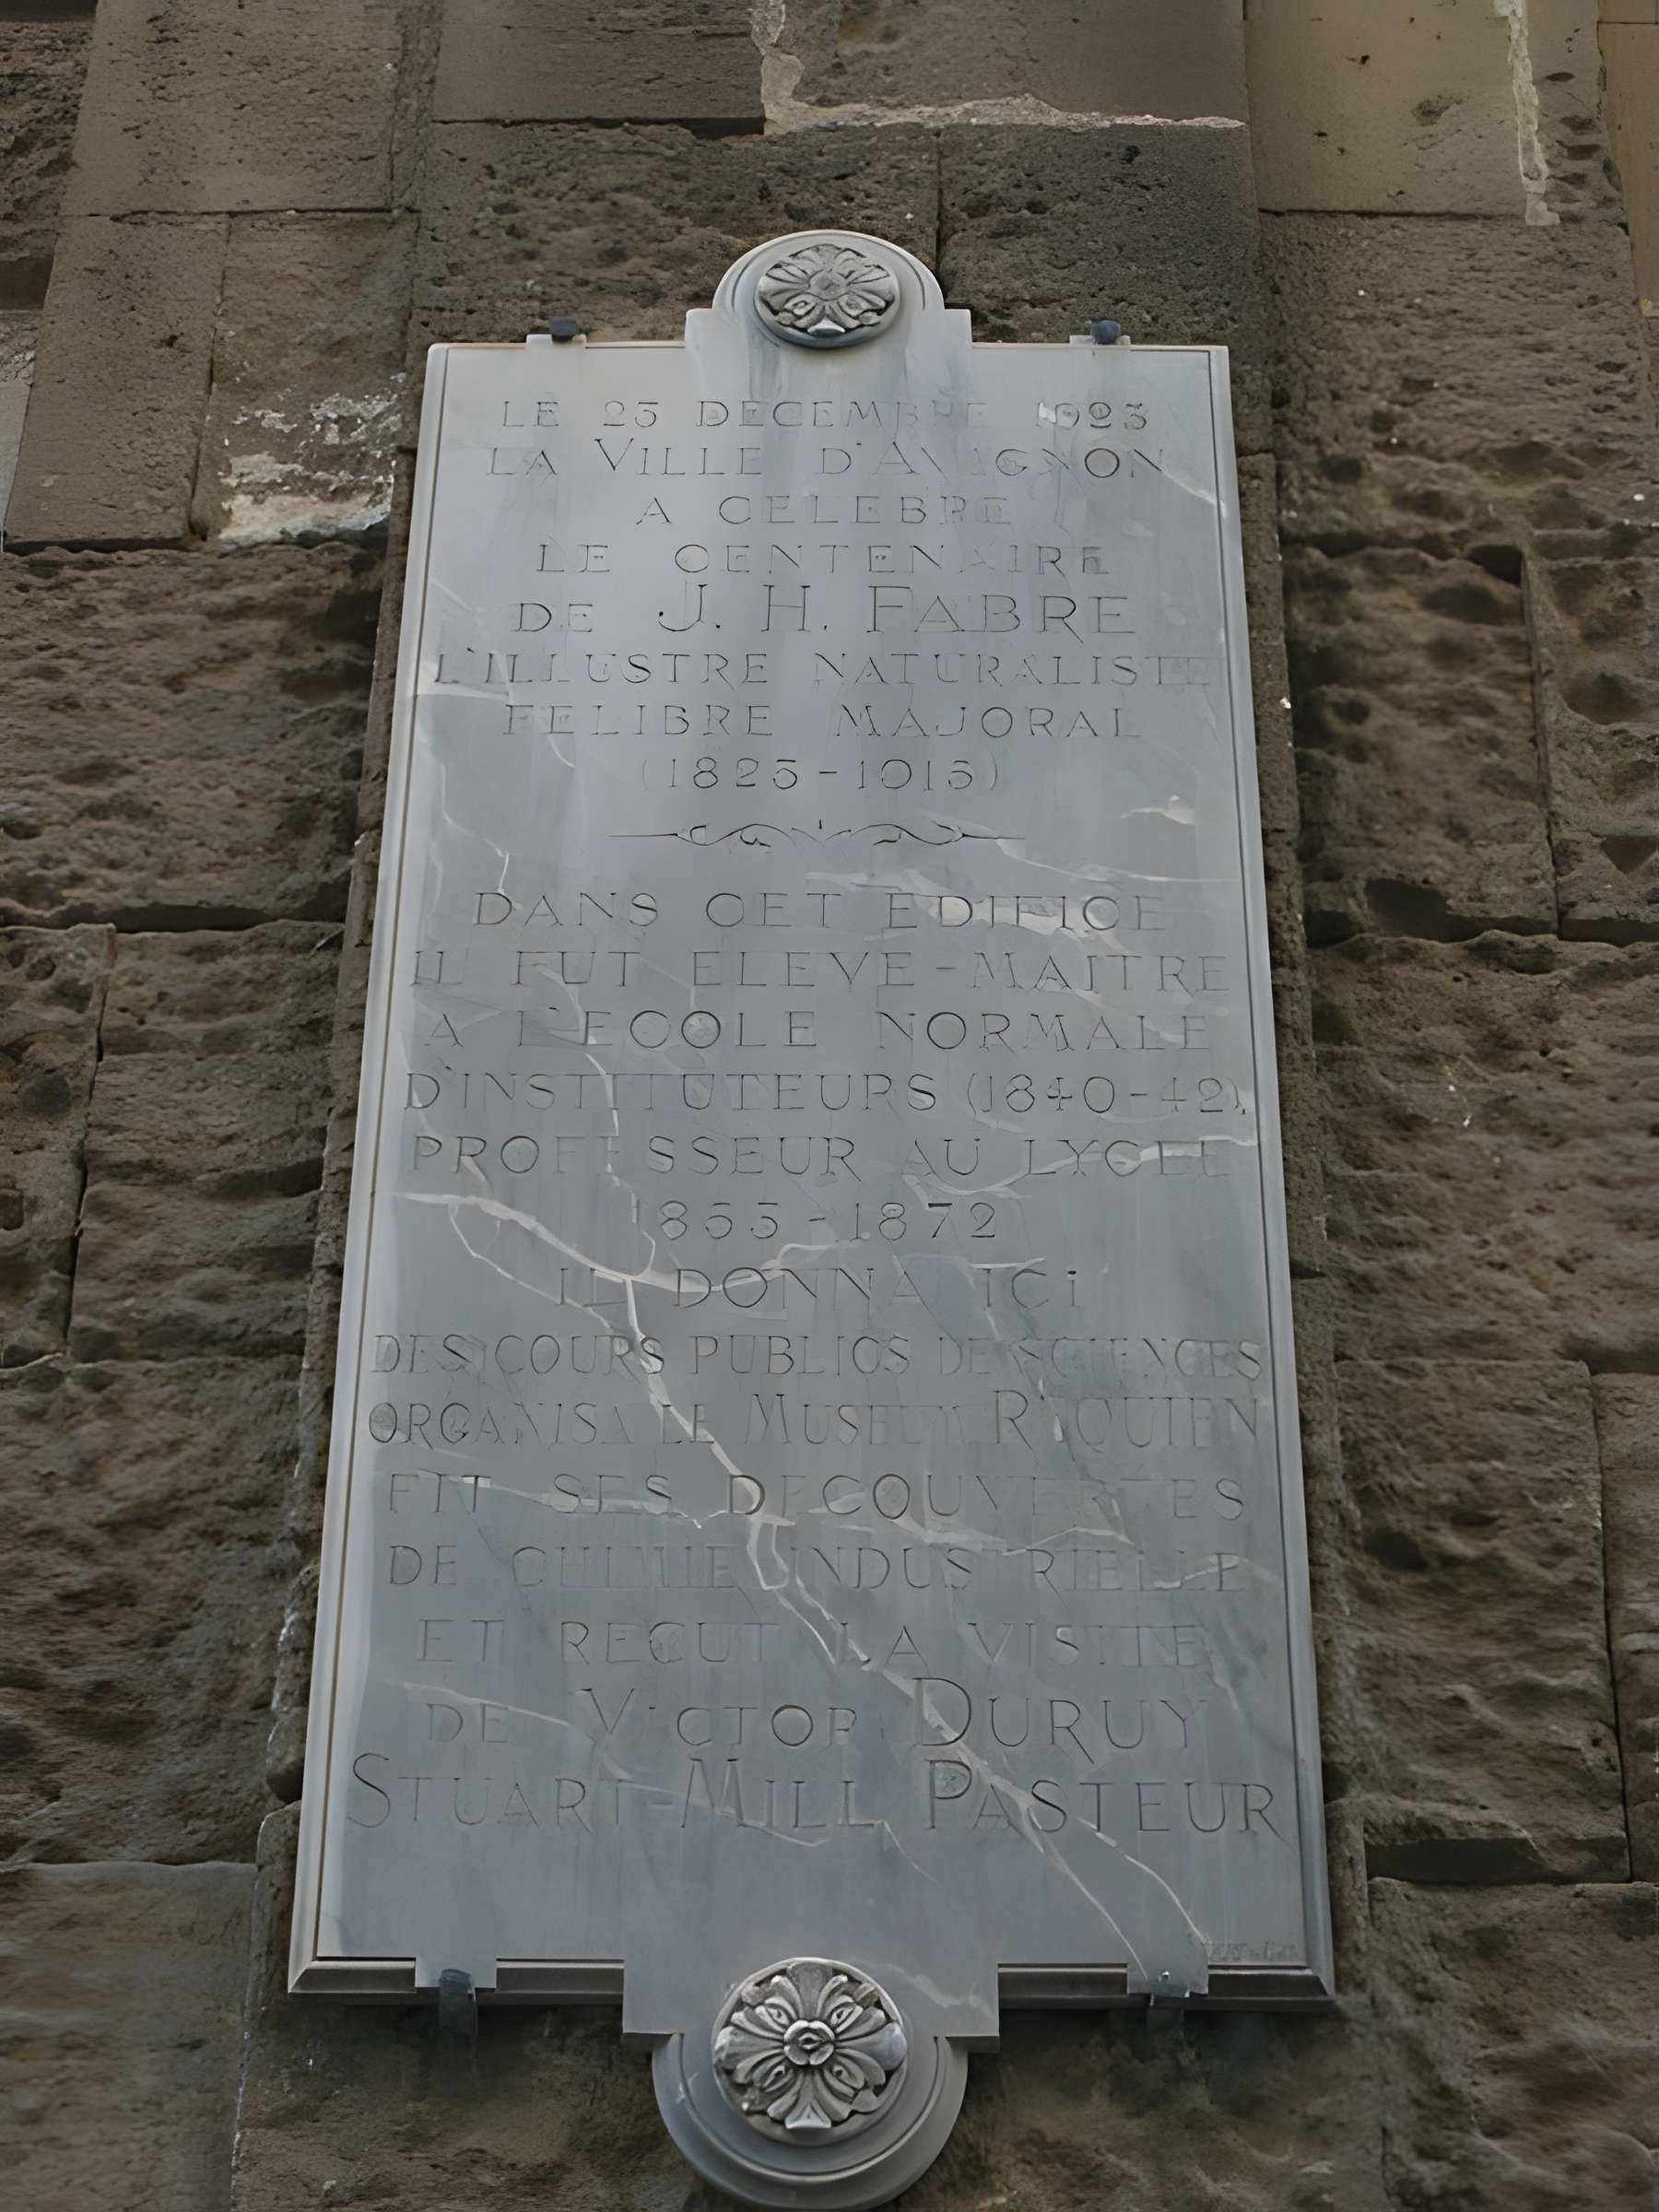 LE 23 DECEMBRE 1923
LA VILLE D'AVIGNON
A CELEBRE
LE CENTENAIRE
DE J. H. FABRE
L'ILLUSTRE NATURALISTE
FELIBRE MAJORAL
(1823-1915)
DANS CET EDIFICE
IL FUT ELEVE-MAITRE
A L'ECOLE NORMALE
D'INSTITUTEURS (1840-42)
PROFESSEUR AU LYCEE
1853-1872
IL DONNA ICI
DES COURS PUBLICS DE SCIENCES
ORGANISA LE MUSEUM REQUIEN
FIT SES DECOUVERTES
DE CHIMIE INDUSTRIELLE
ET RECUT LA VISITE
DE VICTOR DURUY
STUART-MILL PASTEUR